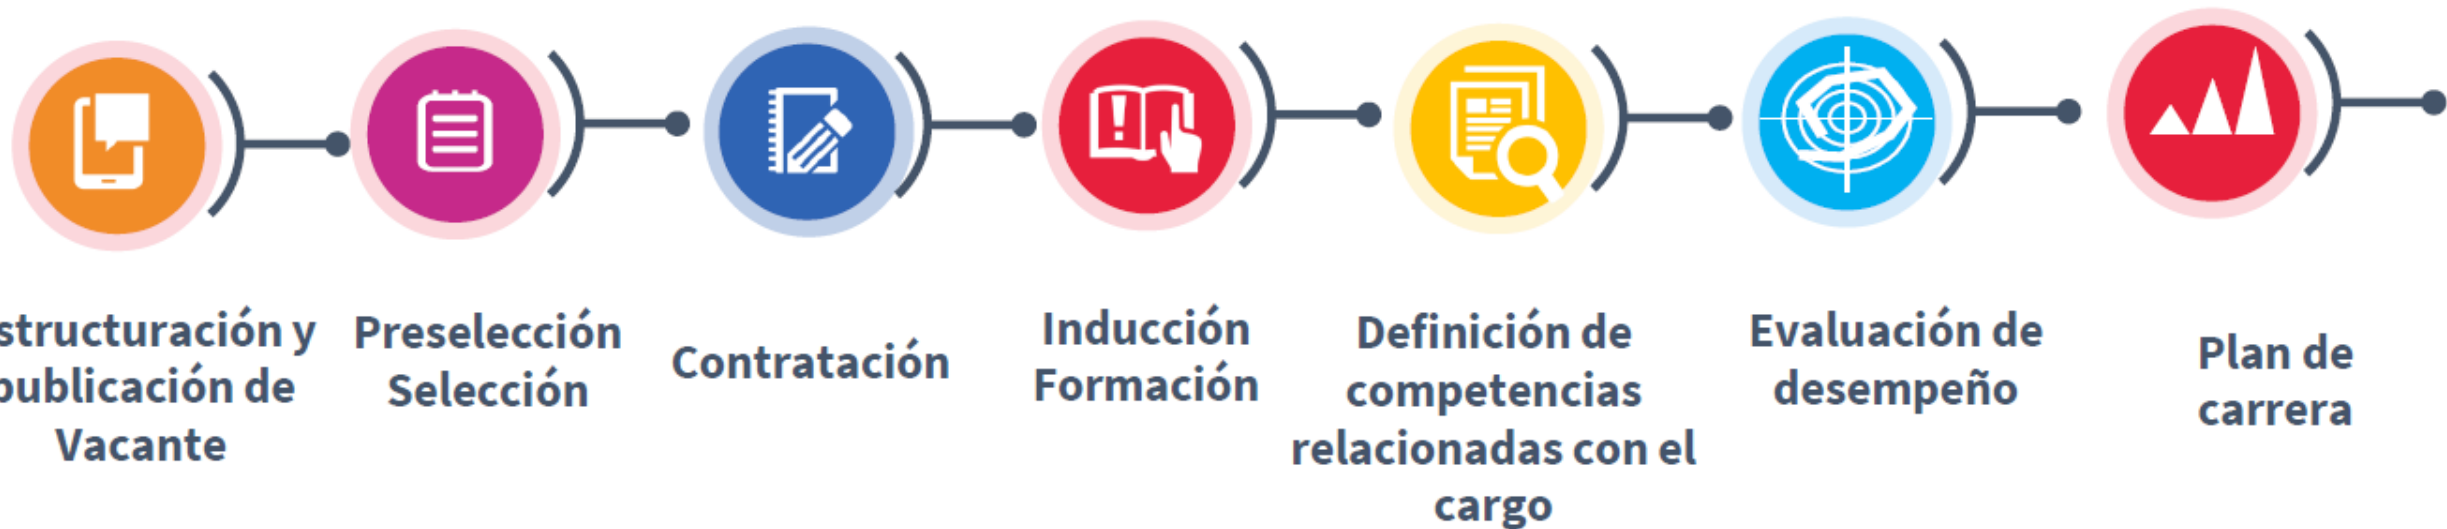 structuración y
publicación de
Vacante
Preselección
Selección
Contratación
Inducción
Formación
Definición de
competencias
relacionadas con el
cargo
Evaluación de
desempeño
Plan de
carrera